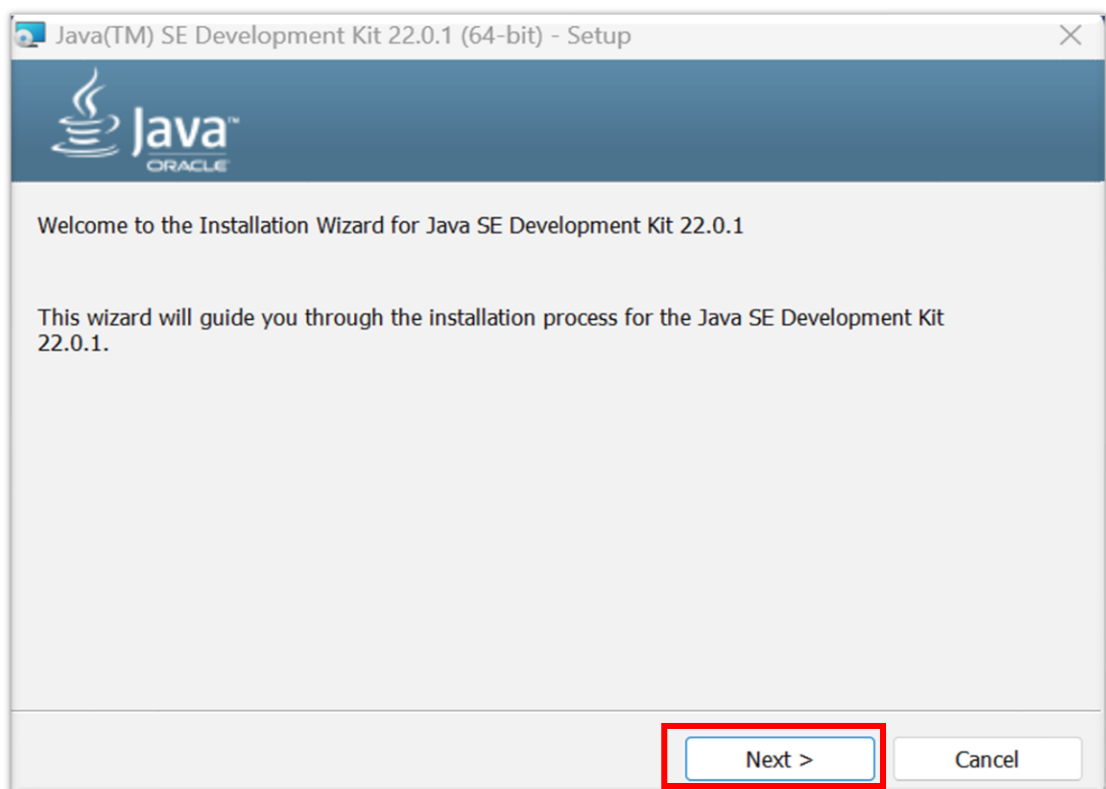 Java(TM) SE Development Kit 22.0.1 (64-bit) - Setup
Java™
ORACLE
Welcome to the Installation Wizard for Java SE Development Kit 22.0.1
This wizard will guide you through the installation process for the Java SE Development Kit
22.0.1.
Next >
Cancel